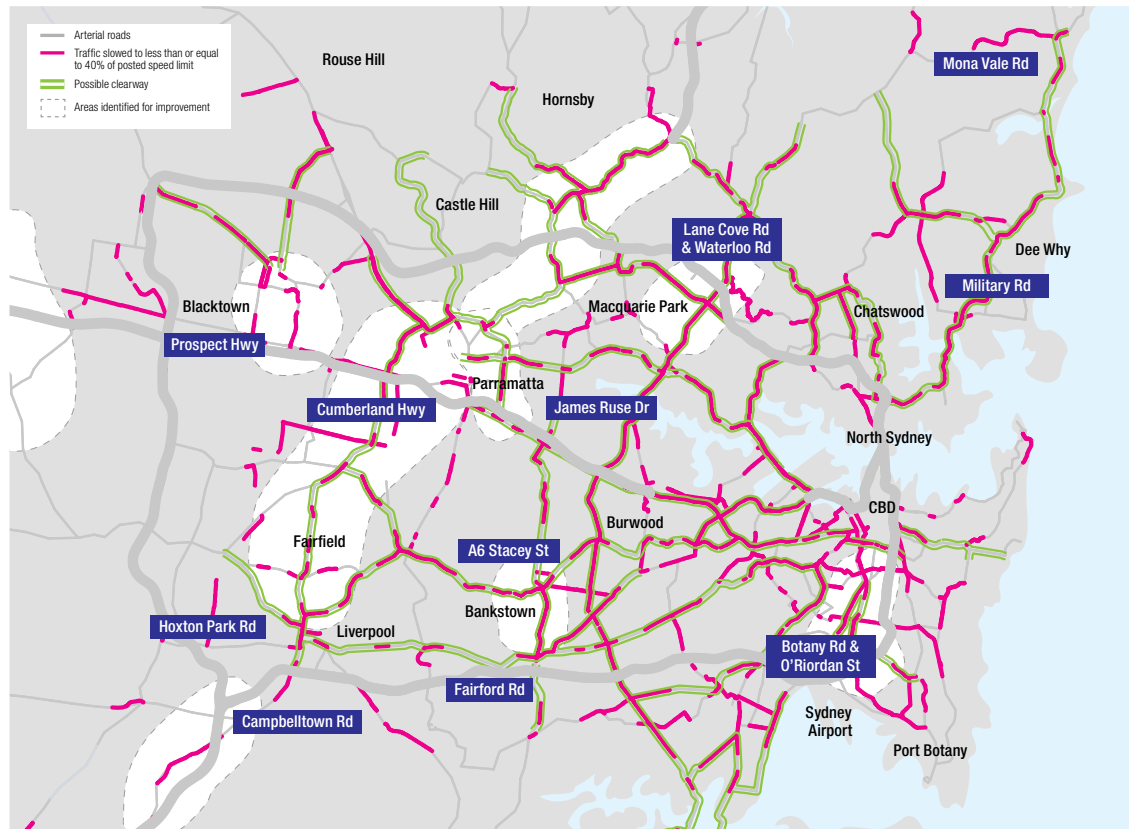 Arterial roads
Traffic slowed to less than or equal
to 40% of posted speed limit
Possible clearway
Areas identified for improvement
Rouse Hill
Mona Vale Rd
Hornsby
Castle Hill
Lane Cove Rd
& Waterloo Rd
Dee Why
Military Rd
Blacktown
Macquarie Park
Chatswood
Prospect Hwy
Parramatta
Cumberland Hwy
James Ruse Dr
North Sydney
CBD
Burwood
Fairfield
A6 Stacey St
Bankstown
Hoxton Park Rd
Liverpool
Botany Rd &
O'Riordan St
Fairford Rd
Campbelltown Rd
Sydney
Airport
Port Botany